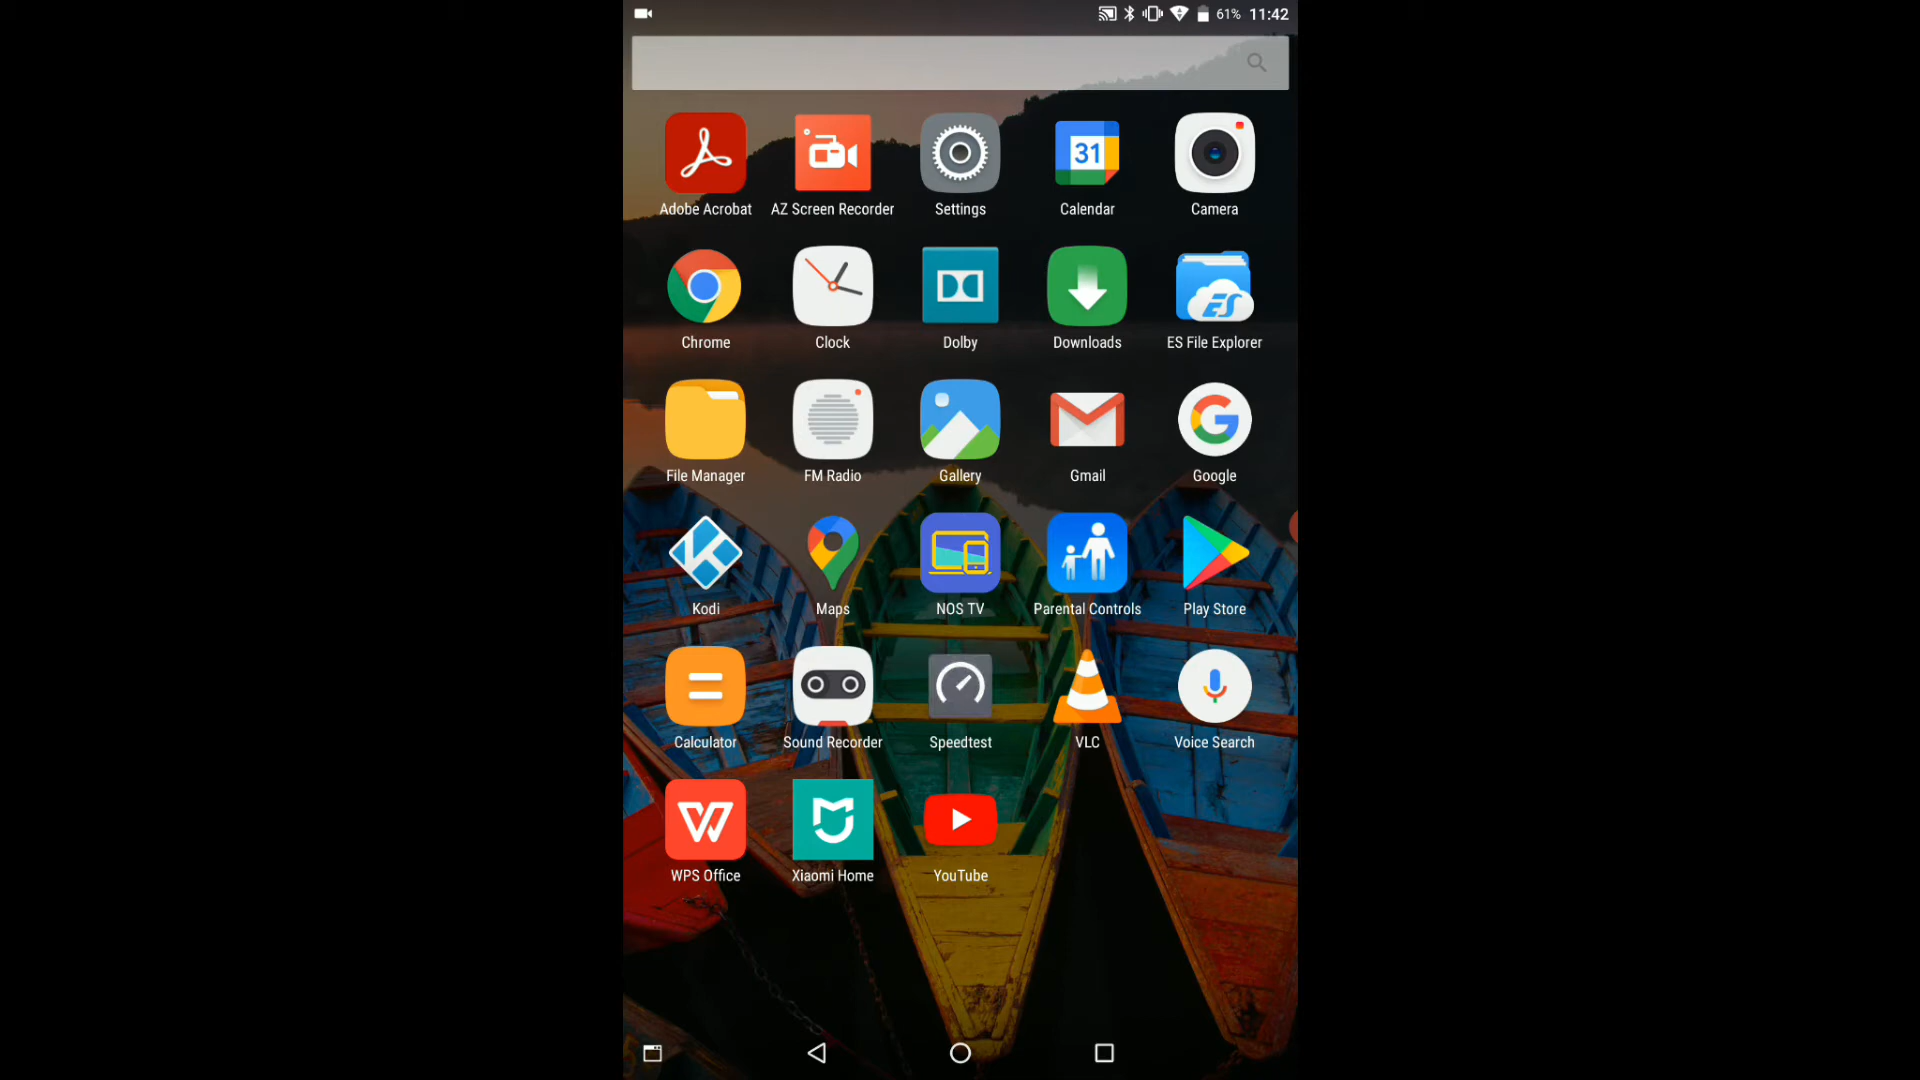 61% 11:42
Adobe Acrobat AZ Screen Recorder Settings 31 Calendar Camera
Chrome Clock Dolby Downloads ES ES File Explorer
File Manager FM Radio Gallery Gmail Google
Kodi Maps NOS TV Parental Controls Play Store
Calculator Sound Recorder Speedtest VLC Voice Search
WPS Office Xiaomi Home YouTube